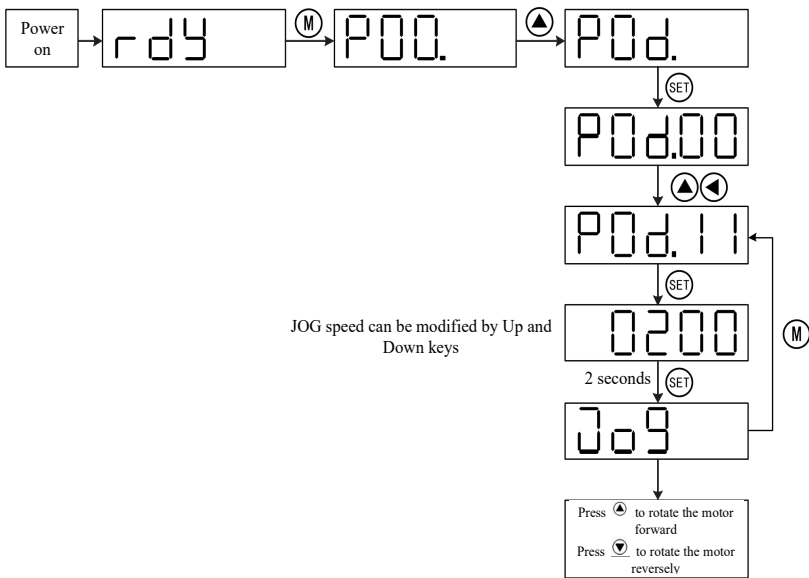 Power
on
rdy
M
P00.
P0d.
SET
P0d.00
P0d.11
SET
JOG speed can be modified by Up and
Down keys
0200
M
2 seconds
SET
Jog
Press to rotate the motor
forward
Press to rotate the motor
reversely